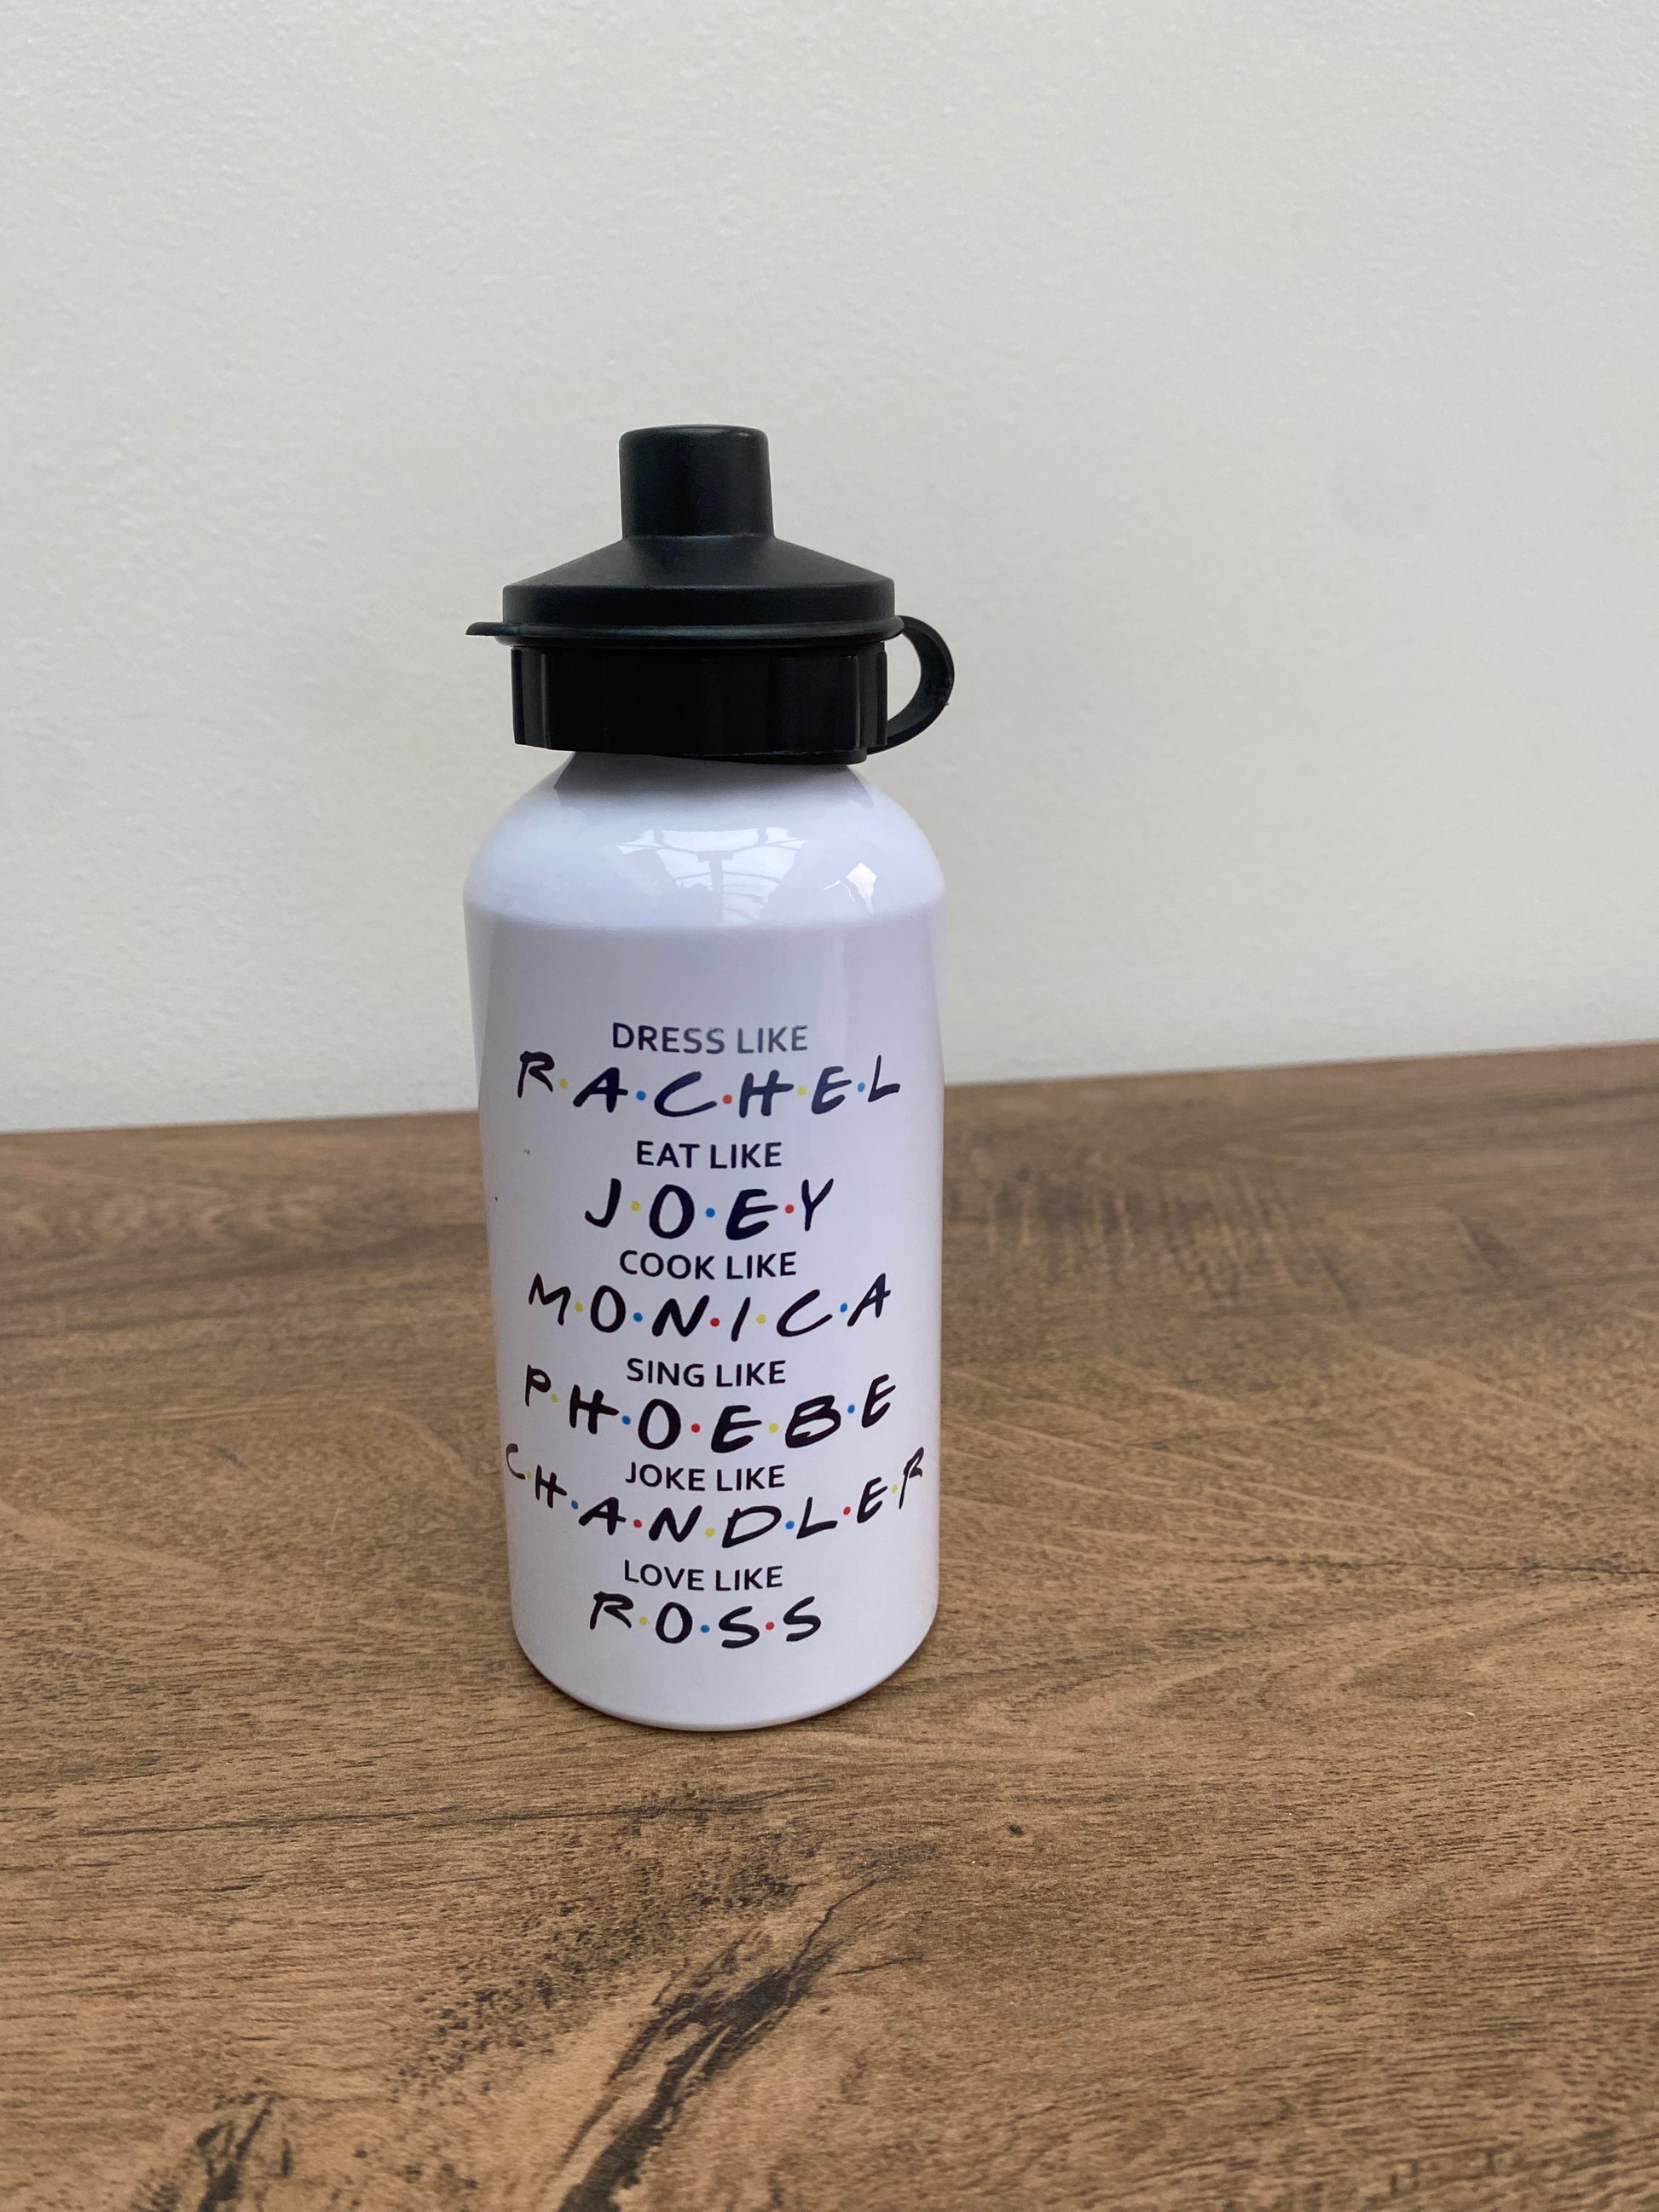 DRESS LIKE
R·A·C·H·E·L
EAT LIKE
J·O·E·Y
COOK LIKE
M·O·N·I·C·A
SING LIKE
P·H·O·E·B·E
JOKE LIKE
C·H·A·N·D·L·E·R
LOVE LIKE
R·O·S·S